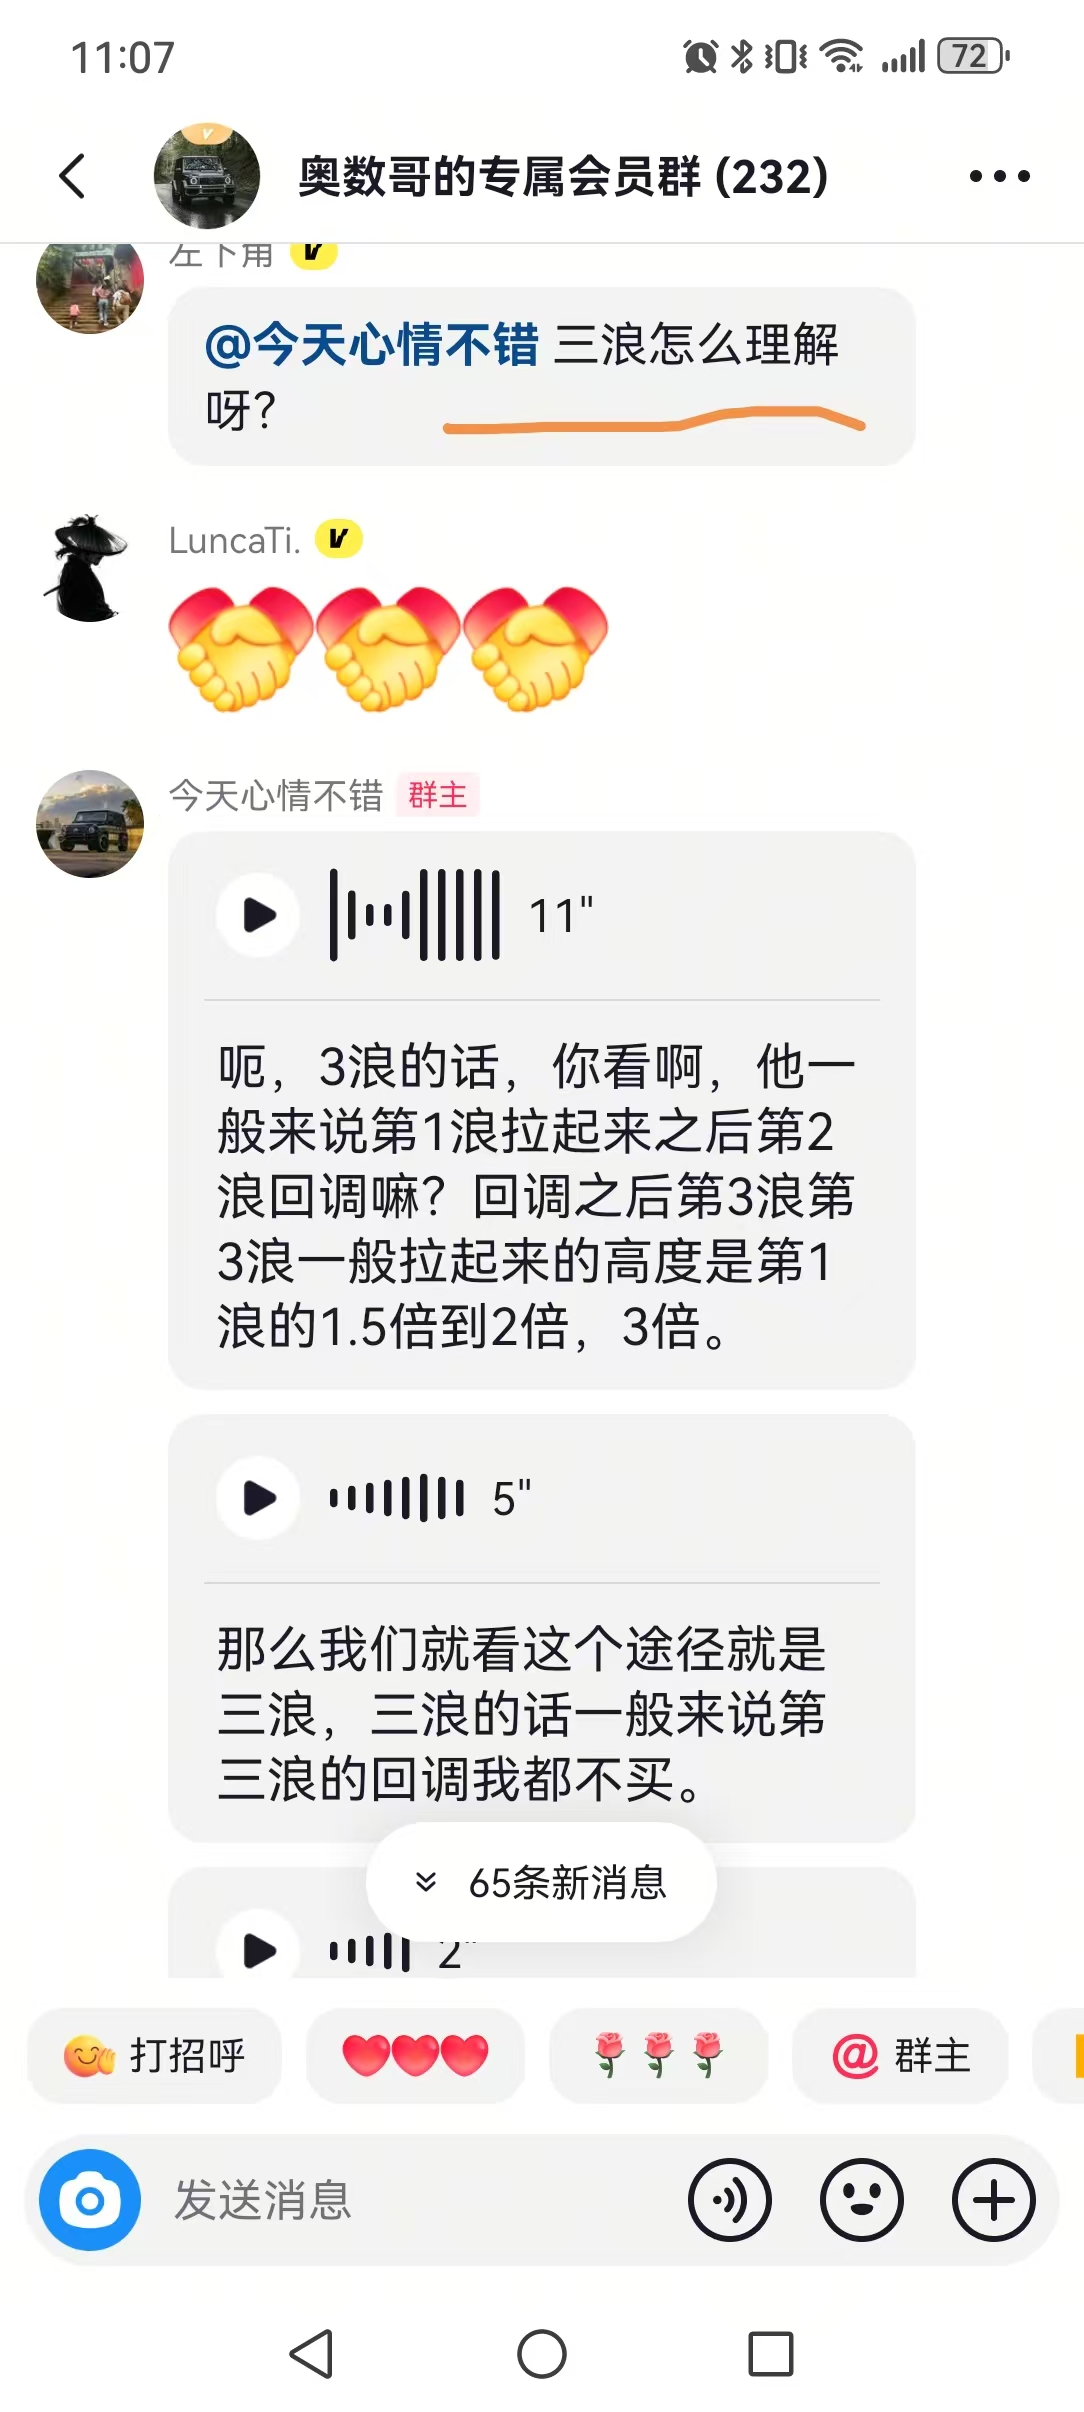 11:07
72
奥数哥的专属会员群 (232)
左下角
@今天心情不错 三浪怎么理解
呀?
LuncaTi.
今天心情不错 群主
11"
呃，3浪的话，你看啊，他一
般来说第1浪拉起来之后第2
浪回调嘛？回调之后第3浪第
3浪一般拉起来的高度是第1
浪的1.5倍到2倍，3倍。
5"
那么我们就看这个途径就是
三浪，三浪的话一般来说第
三浪的回调我都不买。
65条新消息
2"
打招呼
@ 群主
发送消息